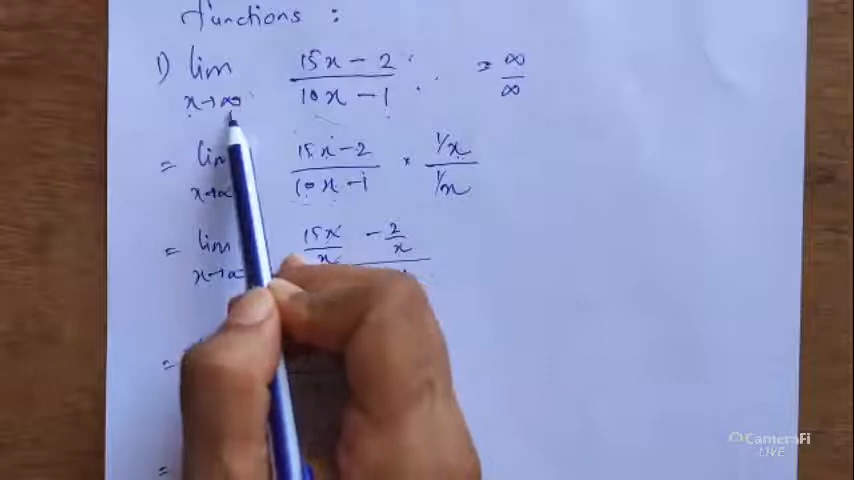 functions :
1) lim x→∞ 15x - 2 / 10x - 1 = ∞/∞
= lim x→∞ 15x - 2 / 10x - 1 × 1/x / 1/x
= lim x→∞ 15x/x - 2/x
=
=
CameraFi
LIVE